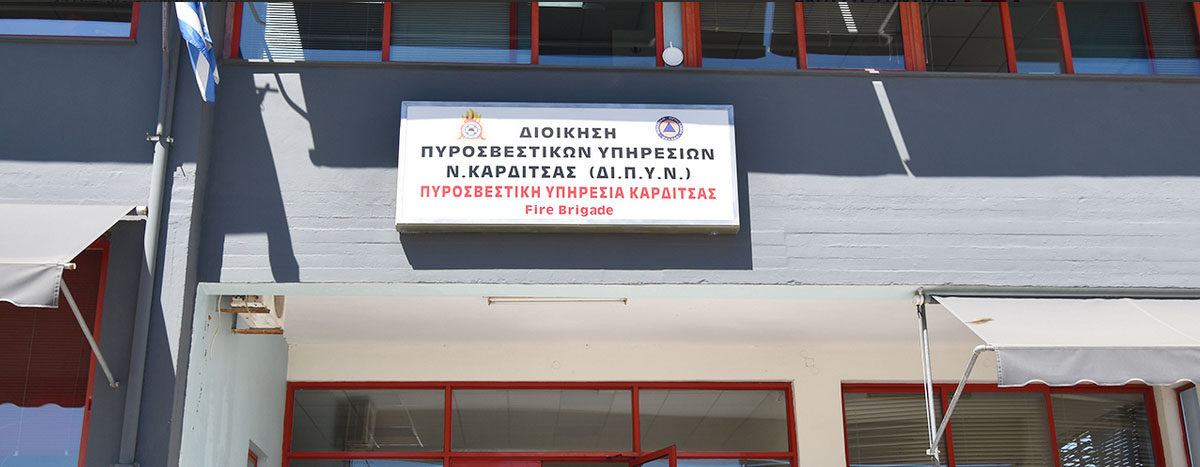 ΔΙΟΙΚΗΣΗ
ΠΥΡΟΣΒΕΣΤΙΚΩΝ ΥΠΗΡΕΣΙΩΝ
Ν.ΚΑΡΔΙΤΣΑΣ (ΔΙ.Π.Υ.Ν.)
ΠΥΡΟΣΒΕΣΤΙΚΗ ΥΠΗΡΕΣΙΑ ΚΑΡΔΙΤΣΑΣ
Fire Brigade